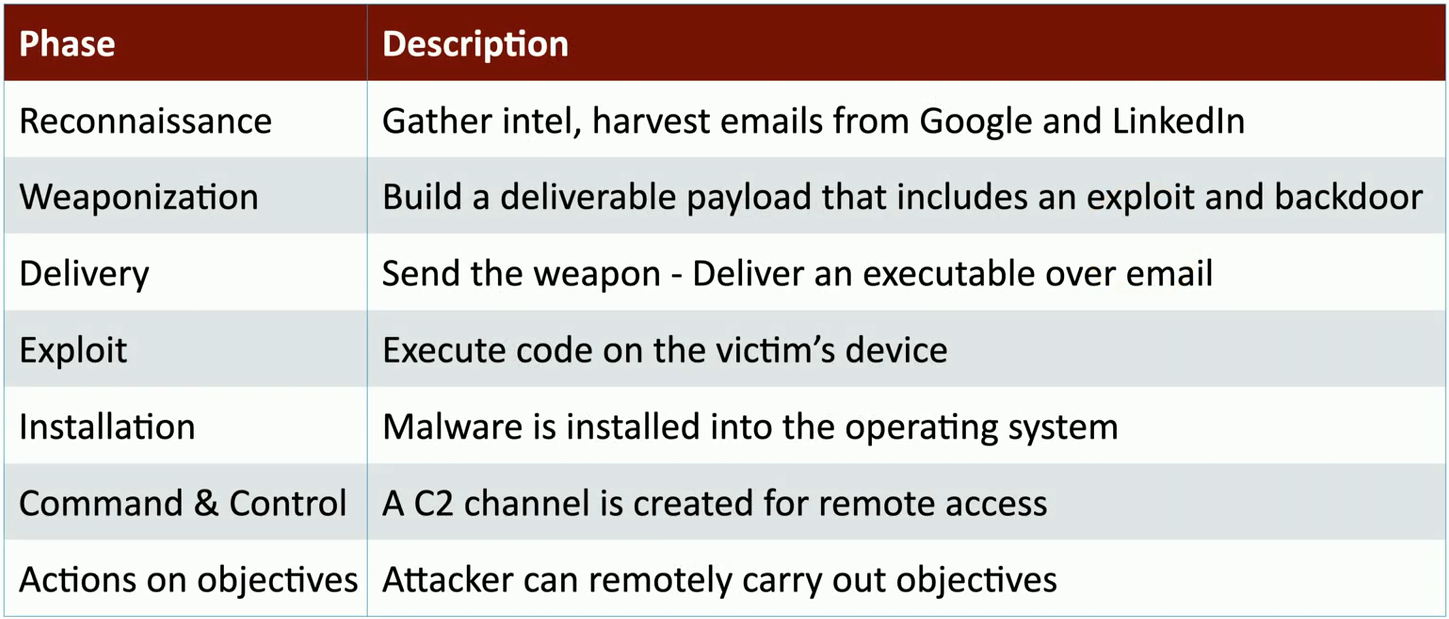 Phase Description
Reconnaissance Gather intel, harvest emails from Google and LinkedIn
Weaponization Build a deliverable payload that includes an exploit and backdoor
Delivery Send the weapon - Deliver an executable over email
Exploit Execute code on the victim’s device
Installation Malware is installed into the operating system
Command & Control A C2 channel is created for remote access
Actions on objectives Attacker can remotely carry out objectives